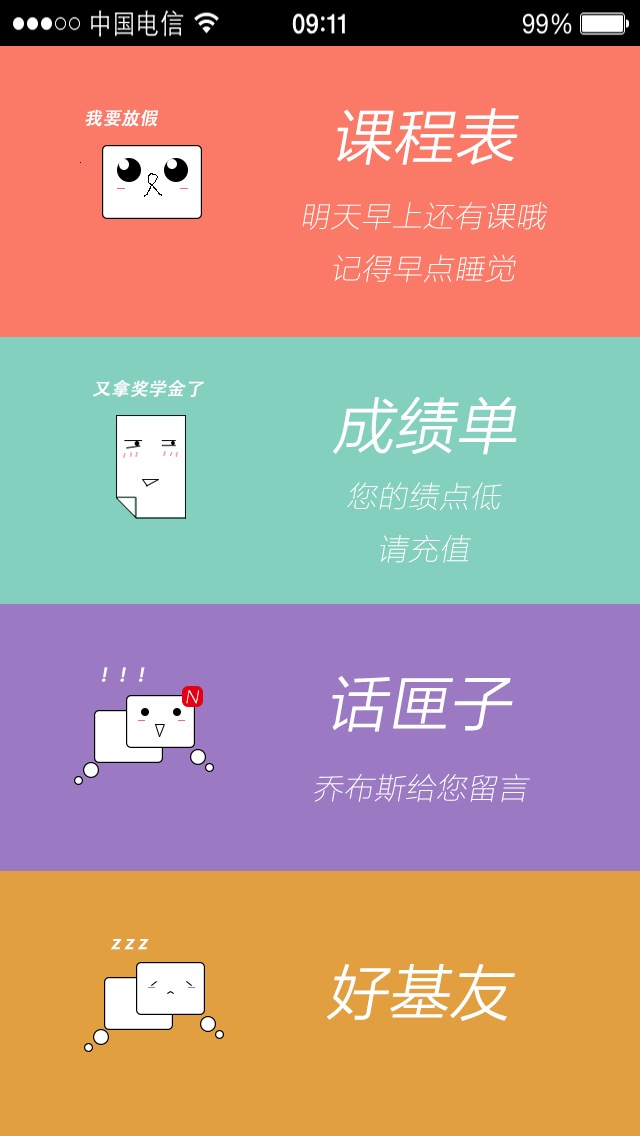 中国电信 09:11 99%
我要放假
课程表
明天早上还有课哦
记得早点睡觉
又拿奖学金了
成绩单
您的绩点低
请充值
！！！
N
话匣子
乔布斯给您留言
zzz
好基友